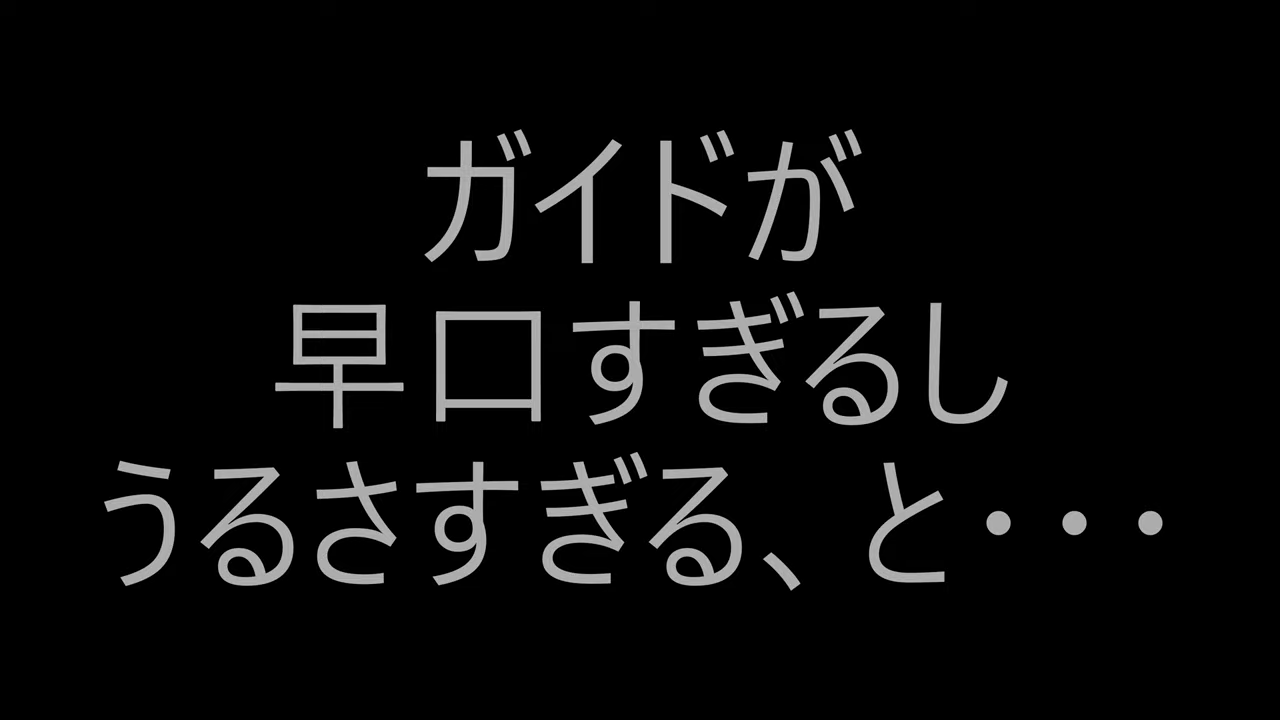 ガイドが
早口すぎるし
うるさすぎる、と・・・